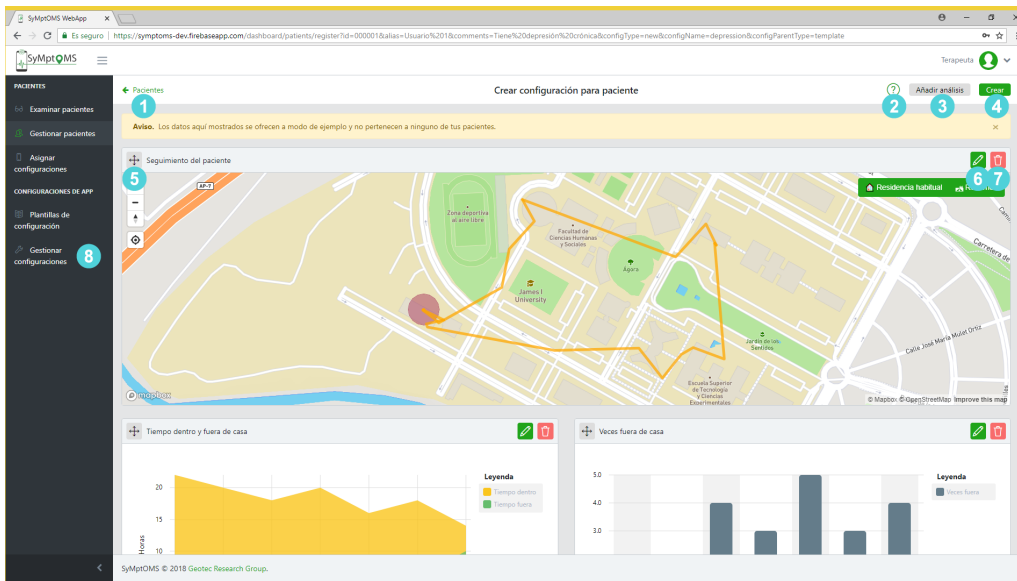 SyMptOMS WebApp
Es seguro | https://symptoms-dev.firebaseapp.com/dashboard/patients/register?id=000001&alias=Usuario%201&comments=Tiene%20depresión%20crónica&configType=new&configName=depression&configParentType=template
SyMptOMS
Terapeuta
PACIENTES
Examinar pacientes
Gestionar pacientes
Asignar
configuraciones
CONFIGURACIONES DE APP
Plantillas de
configuración
Gestionar
configuraciones
8
Pacientes
Crear configuración para paciente
?
Añadir análisis
Crear
1
2
3
4
Aviso. Los datos aquí mostrados se ofrecen a modo de ejemplo y no pertenecen a ninguno de tus pacientes.
Seguimiento del paciente
5
6
7
AP-7
Residencia habitual
Zona deportiva
al aire libre
Facultad de
Ciencias Humanas
y Sociales
Àgora
James I
University
Jardín de los
Sentidos
Escuela Superior
de Tecnología
y Ciencias
Experimentales
Carretera de
Calle José María Mulet Ortiz
mapbox
© Mapbox © OpenStreetMap Improve this map
Tiempo dentro y fuera de casa
Leyenda
Tiempo dentro
Tiempo fuera
20
15
10
Horas
Veces fuera de casa
Leyenda
Veces fuera
5.0
4.0
3.0
SyMptOMS © 2018 Geotec Research Group.